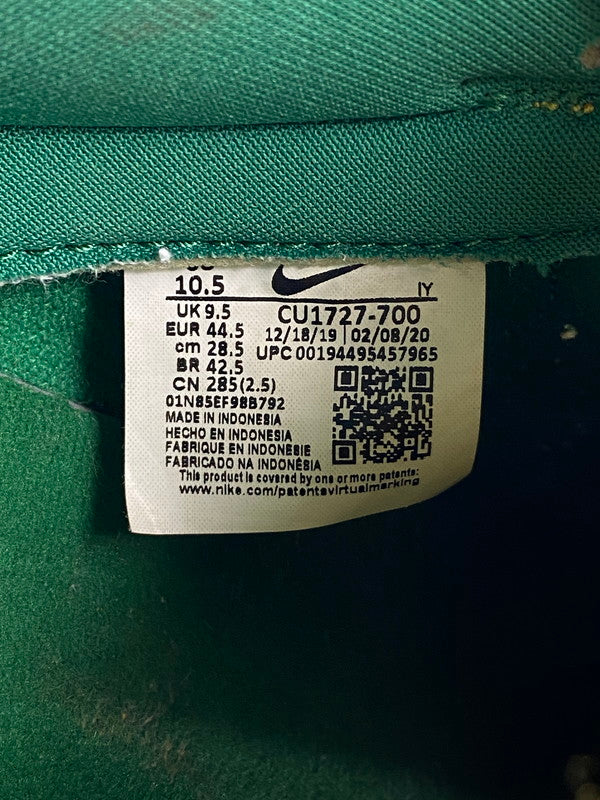 10.5
IY
UK 9.5
CU1727-700
EUR 44.5
12/18/19 | 02/08/20
cm 28.5
UPC 00194495457965
BR 42.5
CN 285(2.5)
01N85EF98B792
MADE IN INDONESIA
HECHO EN INDONESIA
FABRIQUE EN INDONESIE
FABRICADO NA INDONÉSIA
This product is covered by one or more patents:
www.nike.com/patentsvirtualmarking